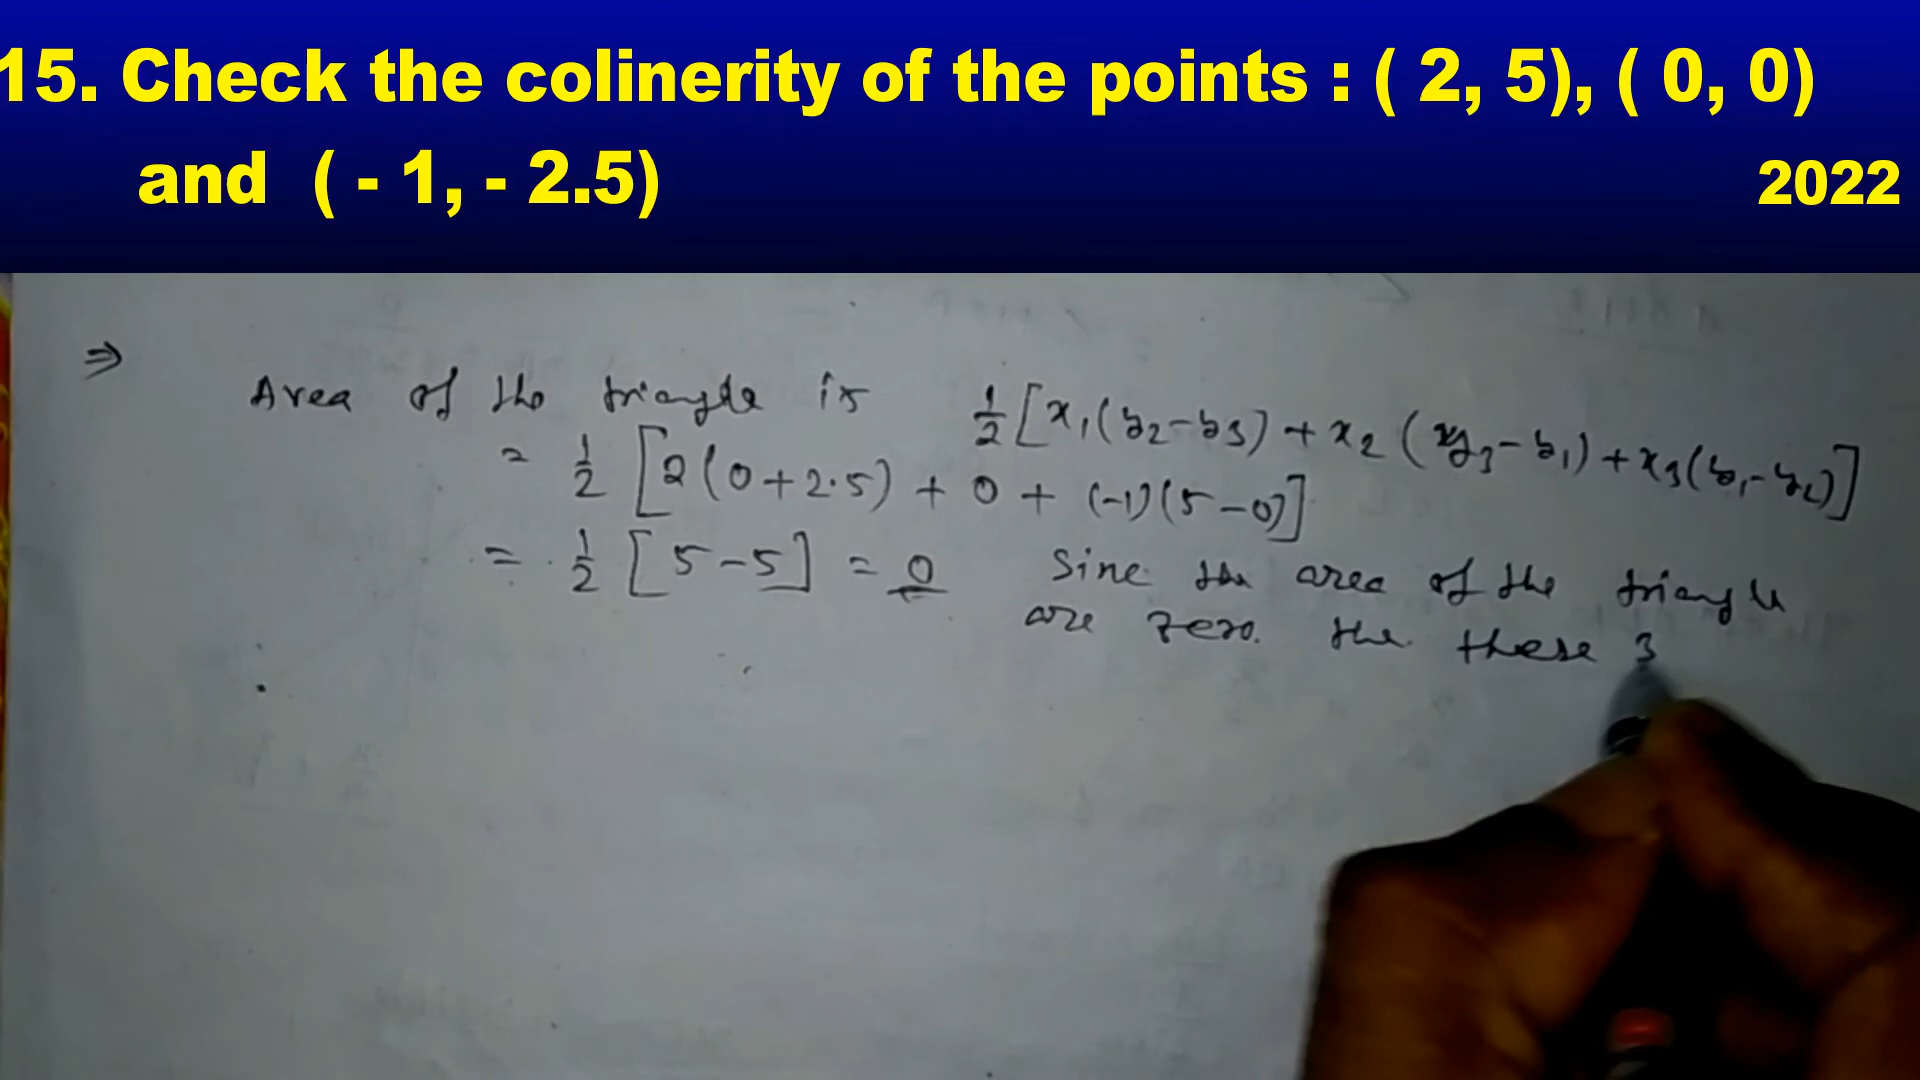 15. Check the colinerity of the points : ( 2, 5), ( 0, 0)
and ( - 1, - 2.5) 2022
⇒ Area of the triangle is 1/2 [x₁(y₂-y₃) + x₂(y₃-y₁) + x₃(y₁-y₂)]
= 1/2 [2(0+2.5) + 0 + (-1)(5-0)]
= 1/2 [5-5] = 0 Sine the area of the triangle
are zero. the these 3